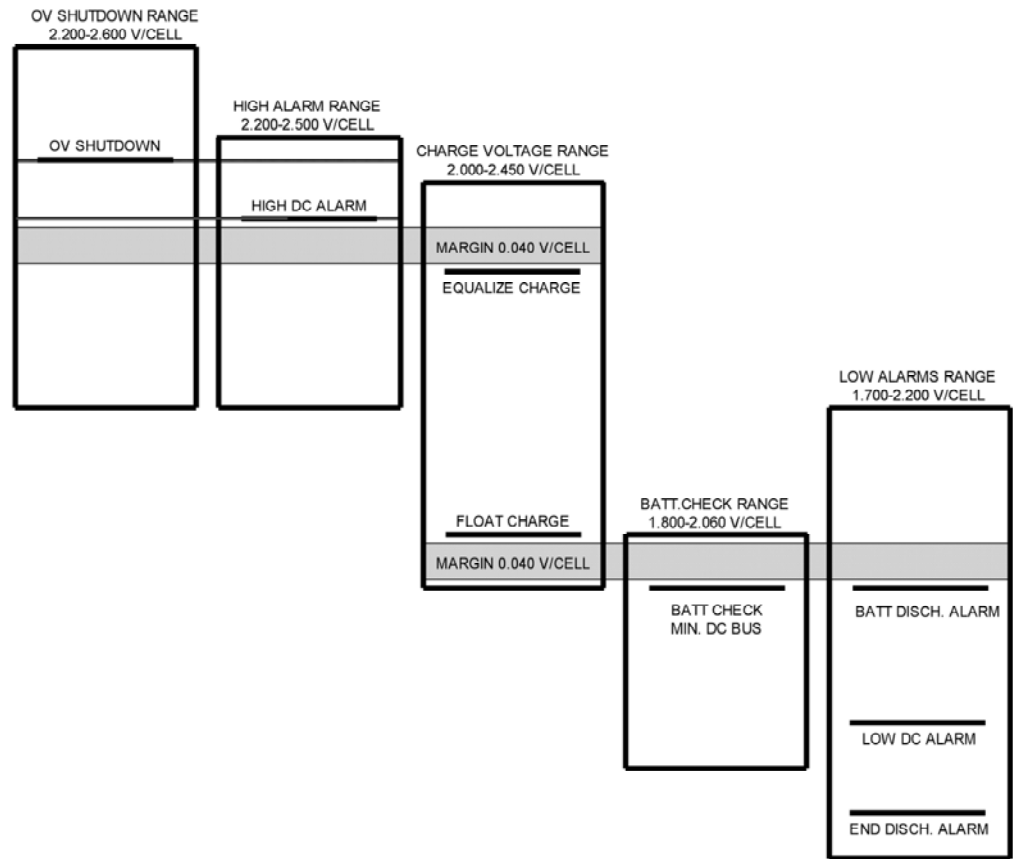 OV SHUTDOWN RANGE
2.200-2.600 V/CELL
OV SHUTDOWN
HIGH ALARM RANGE
2.200-2.500 V/CELL
HIGH DC ALARM
CHARGE VOLTAGE RANGE
2.000-2.450 V/CELL
MARGIN 0.040 V/CELL
EQUALIZE CHARGE
FLOAT CHARGE
MARGIN 0.040 V/CELL
BATT.CHECK RANGE
1.800-2.060 V/CELL
BATT CHECK
MIN. DC BUS
LOW ALARMS RANGE
1.700-2.200 V/CELL
BATT DISCH. ALARM
LOW DC ALARM
END DISCH. ALARM